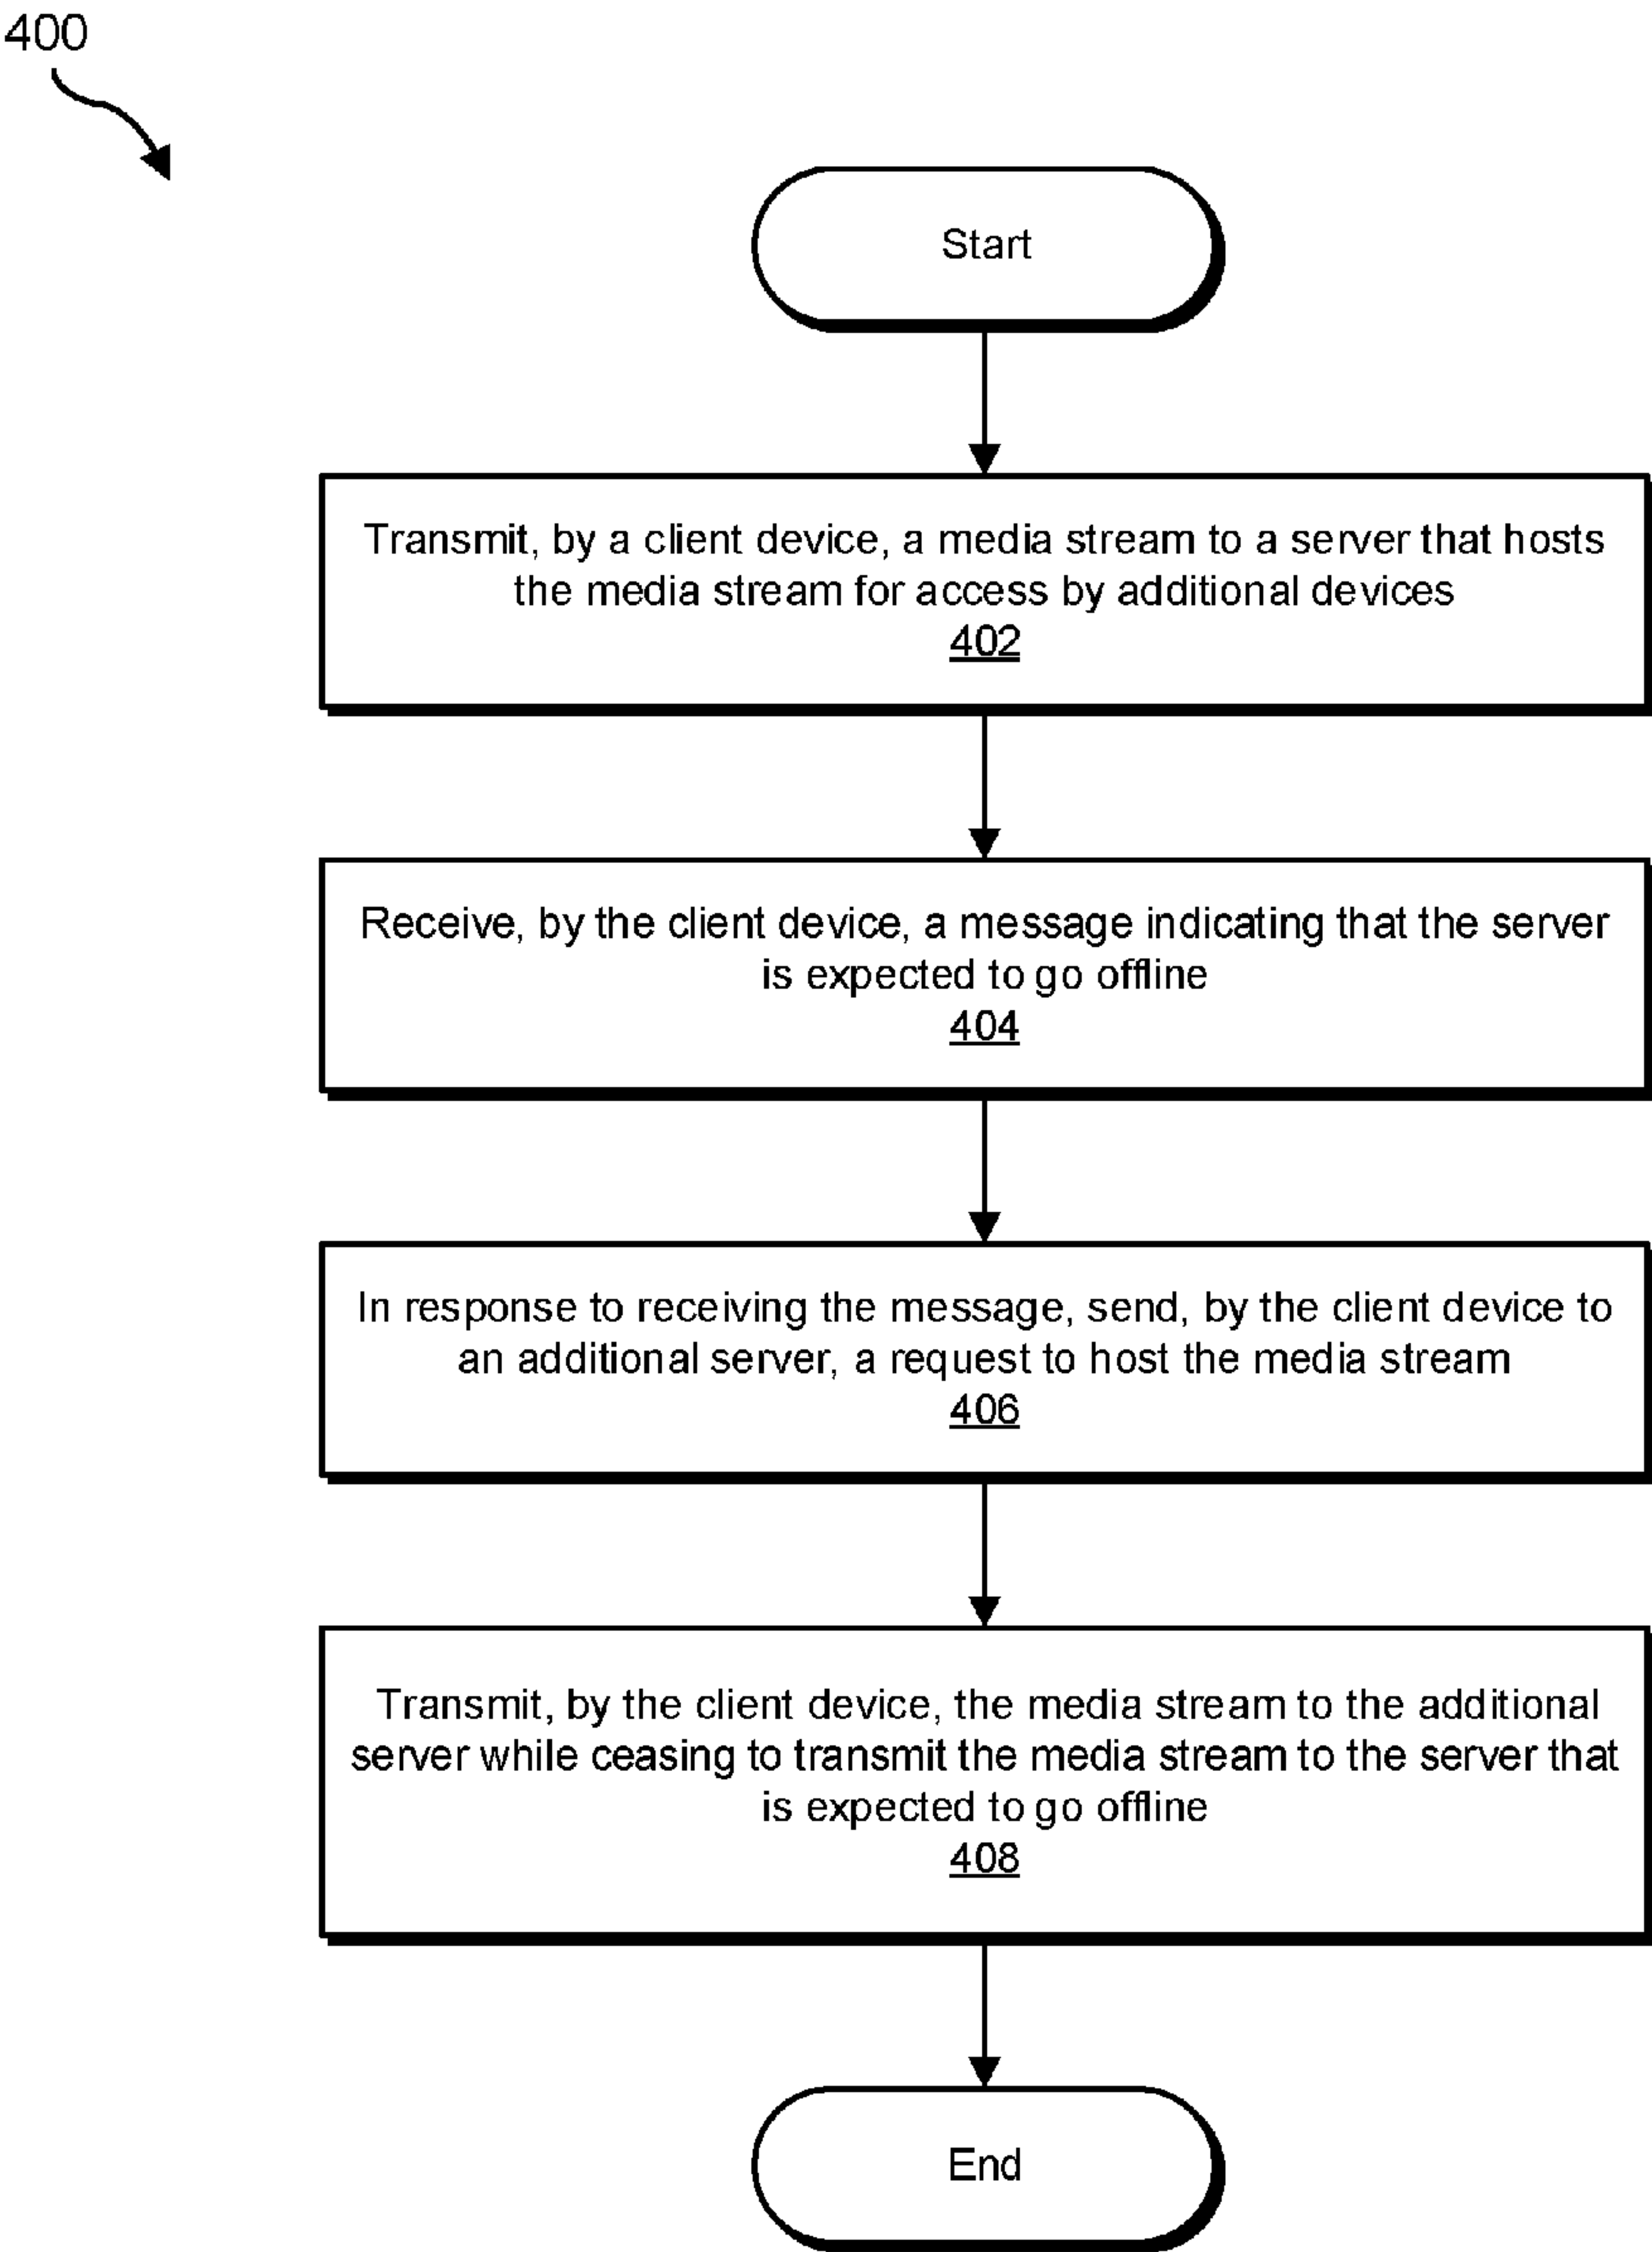 400
Start
Transmit, by a client device, a media stream to a server that hosts
the media stream for access by additional devices
402
Receive, by the client device, a message indicating that the server
is expected to go offline
404
In response to receiving the message, send, by the client device to
an additional server, a request to host the media stream
406
Transmit, by the client device, the media stream to the additional
server while ceasing to transmit the media stream to the server that
is expected to go offline
408
End